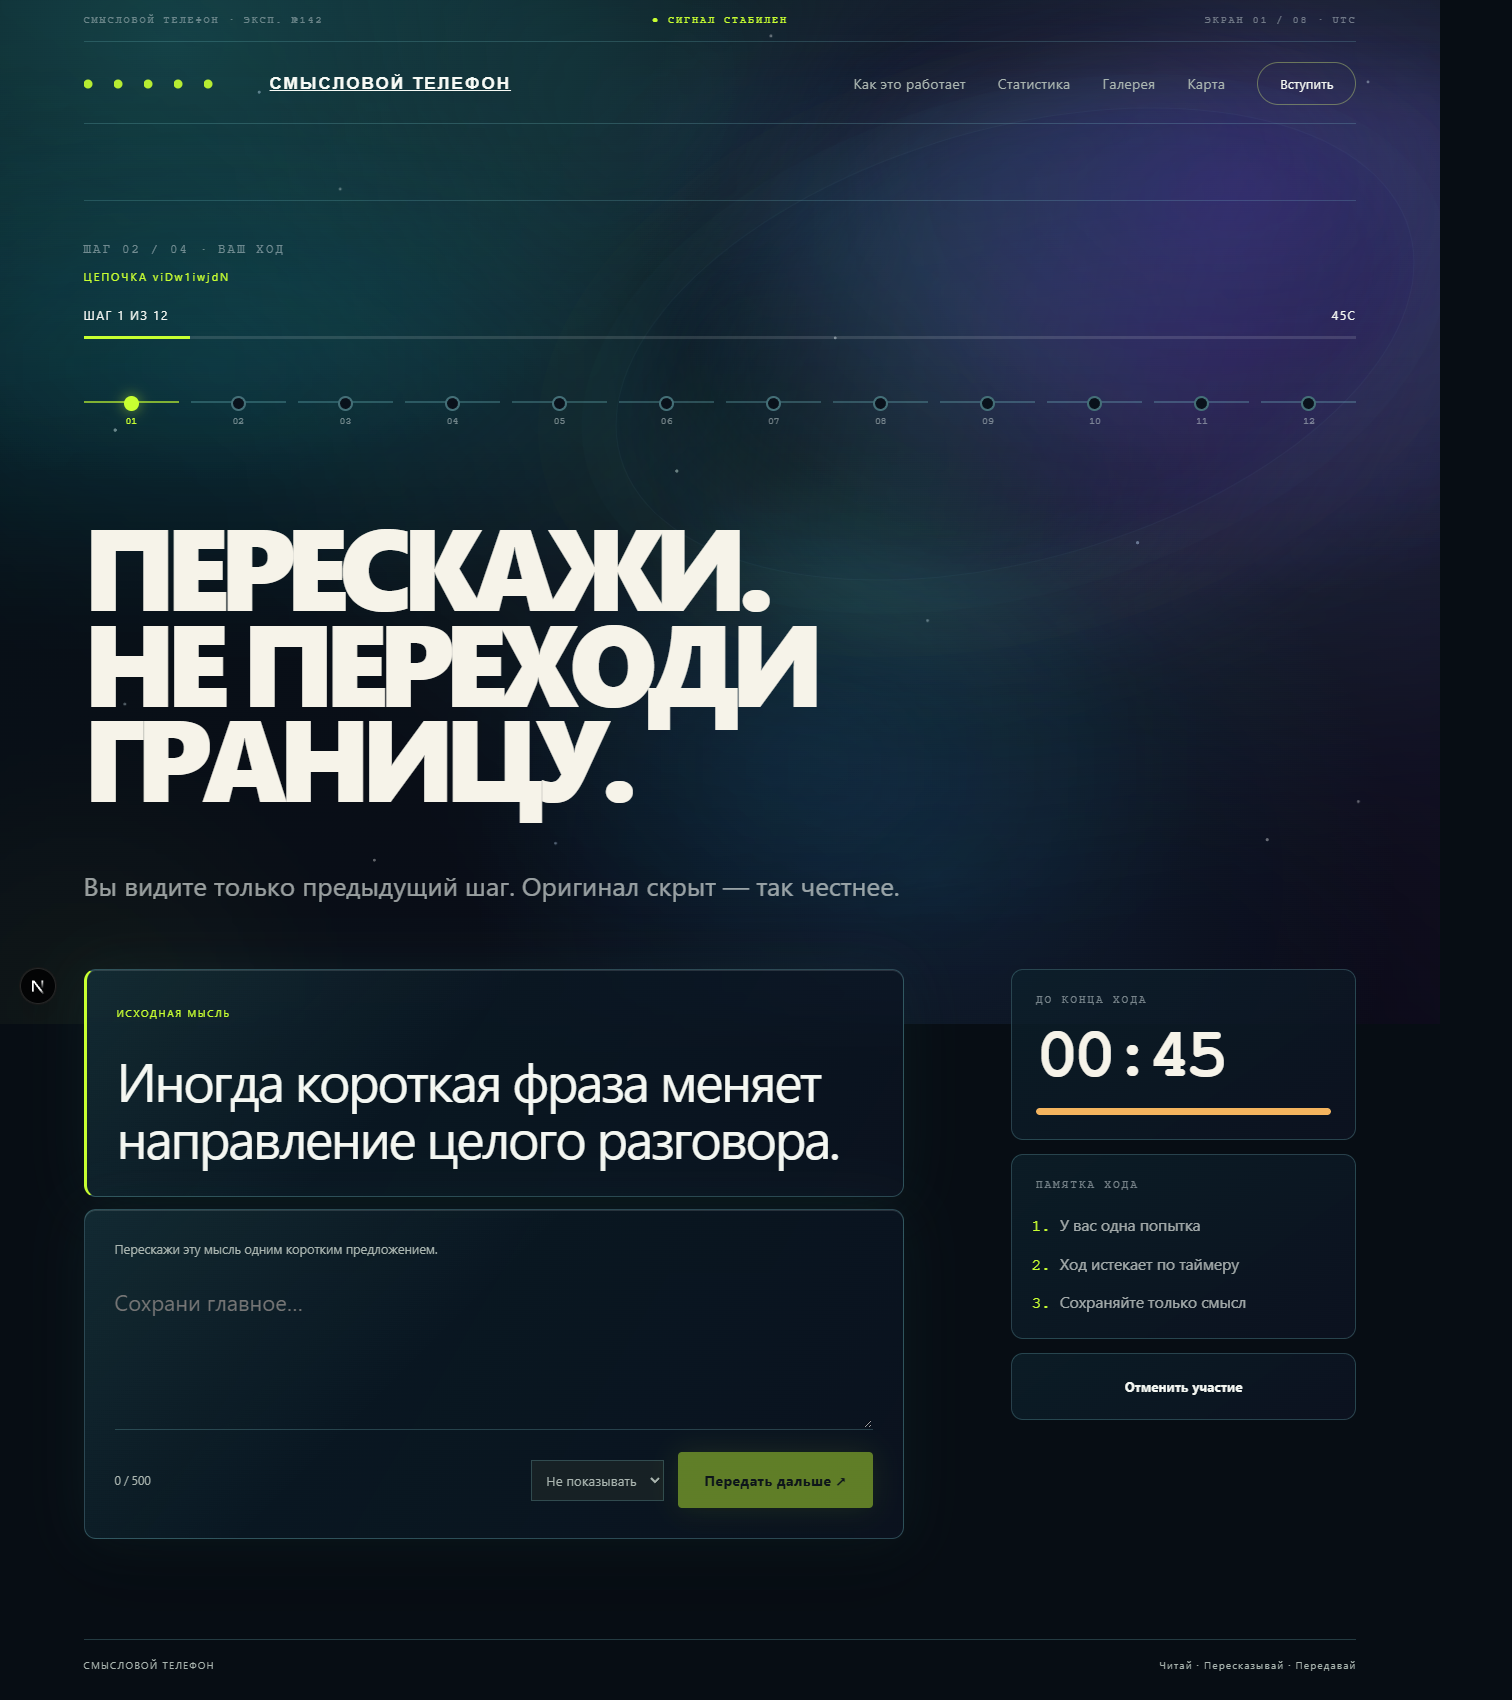 СМЫСЛОВОЙ ТЕЛЕФОН · ЭКСП. №142
СИГНАЛ СТАБИЛЕН
ЭКРАН 01 / 08 · UTC
СМЫСЛОВОЙ ТЕЛЕФОН
Как это работает
Статистика
Галерея
Карта
Вступить
ШАГ 02 / 04 · ВАШ ХОД
ЦЕПОЧКА viDw1iwjdN
ШАГ 1 ИЗ 12
45С
01
02
03
04
05
06
07
08
09
10
11
12
ПЕРЕСКАЖИ.
НЕ ПЕРЕХОДИ
ГРАНИЦУ.
Вы видите только предыдущий шаг. Оригинал скрыт — так честнее.
ИСХОДНАЯ МЫСЛЬ
Иногда короткая фраза меняет
направление целого разговора.
Перескажи эту мысль одним коротким предложением.
Сохрани главное...
0 / 500
Не показывать
Передать дальше ↗
ДО КОНЦА ХОДА
00:45
ПАМЯТКА ХОДА
1. У вас одна попытка
2. Ход истекает по таймеру
3. Сохраняйте только смысл
Отменить участие
СМЫСЛОВОЙ ТЕЛЕФОН
Читай · Пересказывай · Передавай